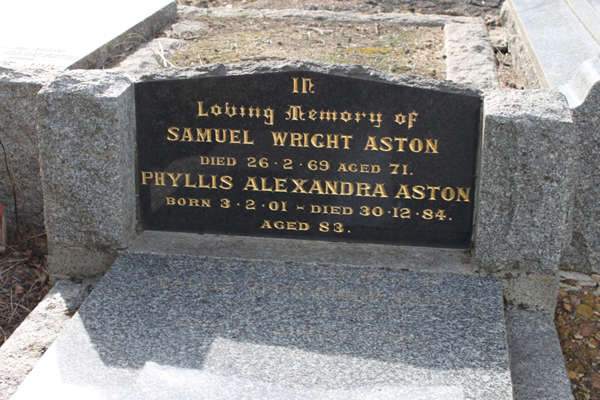 In
Loving Memory of
SAMUEL WRIGHT ASTON
DIED 26·2·69 AGED 71.
PHYLLIS ALEXANDRA ASTON
BORN 3·2·01 - DIED 30·12·84.
AGED 83.